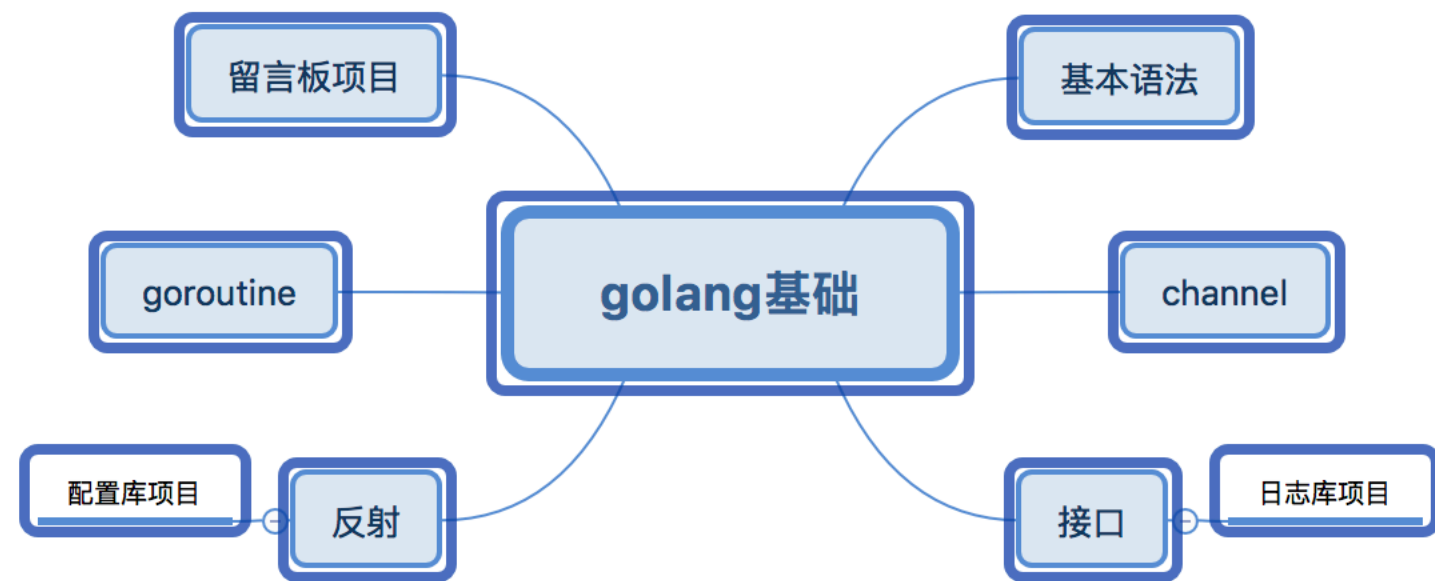 留言板项目
基本语法
goroutine
golang基础
channel
配置库项目
反射
接口
日志库项目